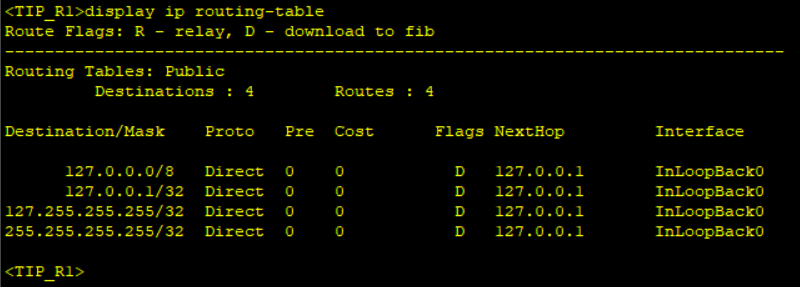 <TIP_R1>display ip routing-table
Route Flags: R - relay, D - download to fib
------------------------------------------------------------------------------
Routing Tables: Public
         Destinations : 4        Routes : 4

Destination/Mask    Proto   Pre  Cost         Flags NextHop         Interface

      127.0.0.0/8   Direct  0    0              D   127.0.0.1       InLoopBack0
      127.0.0.1/32  Direct  0    0              D   127.0.0.1       InLoopBack0
127.255.255.255/32  Direct  0    0              D   127.0.0.1       InLoopBack0
255.255.255.255/32  Direct  0    0              D   127.0.0.1       InLoopBack0

<TIP_R1>